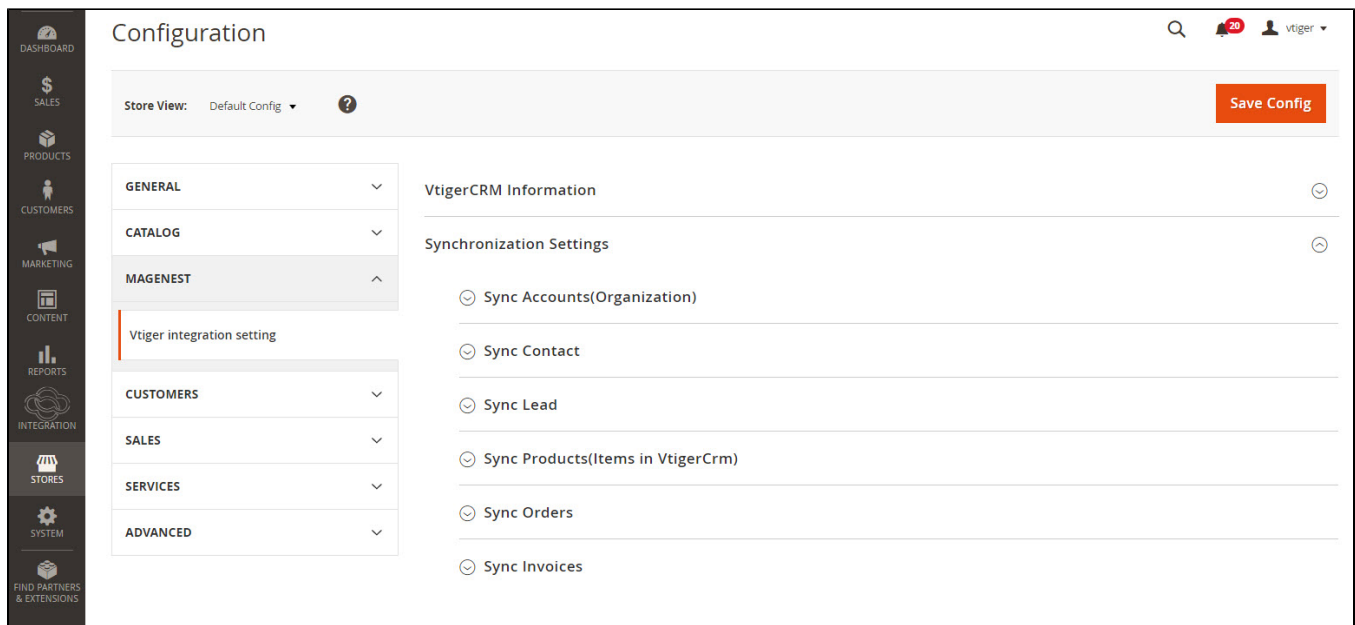 DASHBOARD
SALES
PRODUCTS
CUSTOMERS
MARKETING
CONTENT
REPORTS
INTEGRATION
STORES
SYSTEM
FIND PARTNERS
& EXTENSIONS
Configuration
20
vtiger
Store View: Default Config
?
Save Config
GENERAL
CATALOG
MAGENEST
Vtiger integration setting
CUSTOMERS
SALES
SERVICES
ADVANCED
VtigerCRM Information
Synchronization Settings
Sync Accounts(Organization)
Sync Contact
Sync Lead
Sync Products(Items in VtigerCrm)
Sync Orders
Sync Invoices